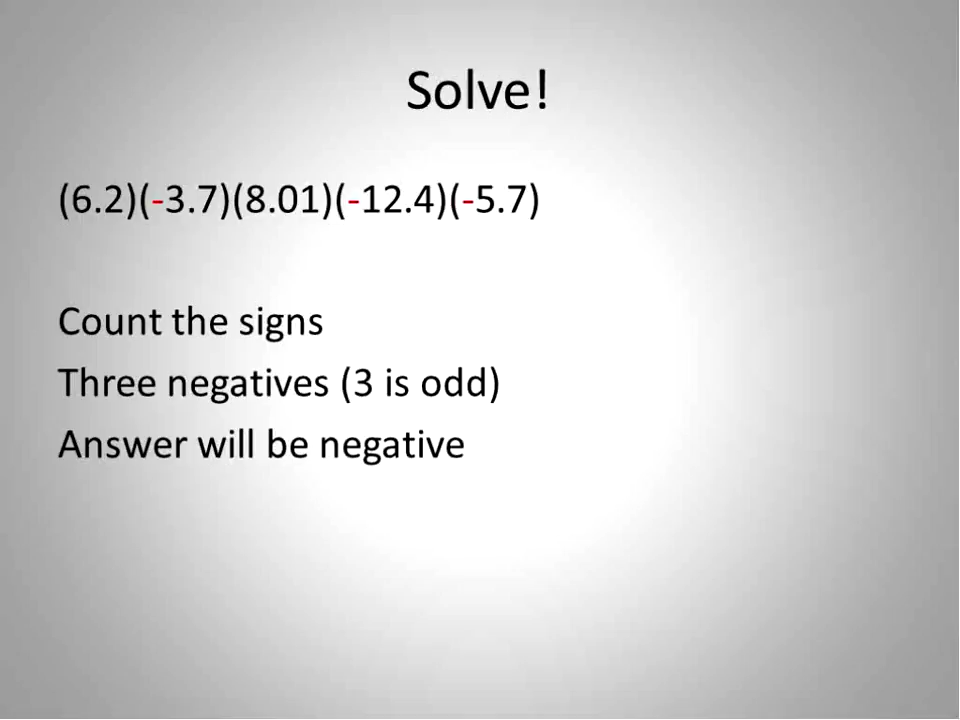 Solve!
(6.2)(-3.7)(8.01)(-12.4)(-5.7)
Count the signs
Three negatives (3 is odd)
Answer will be negative